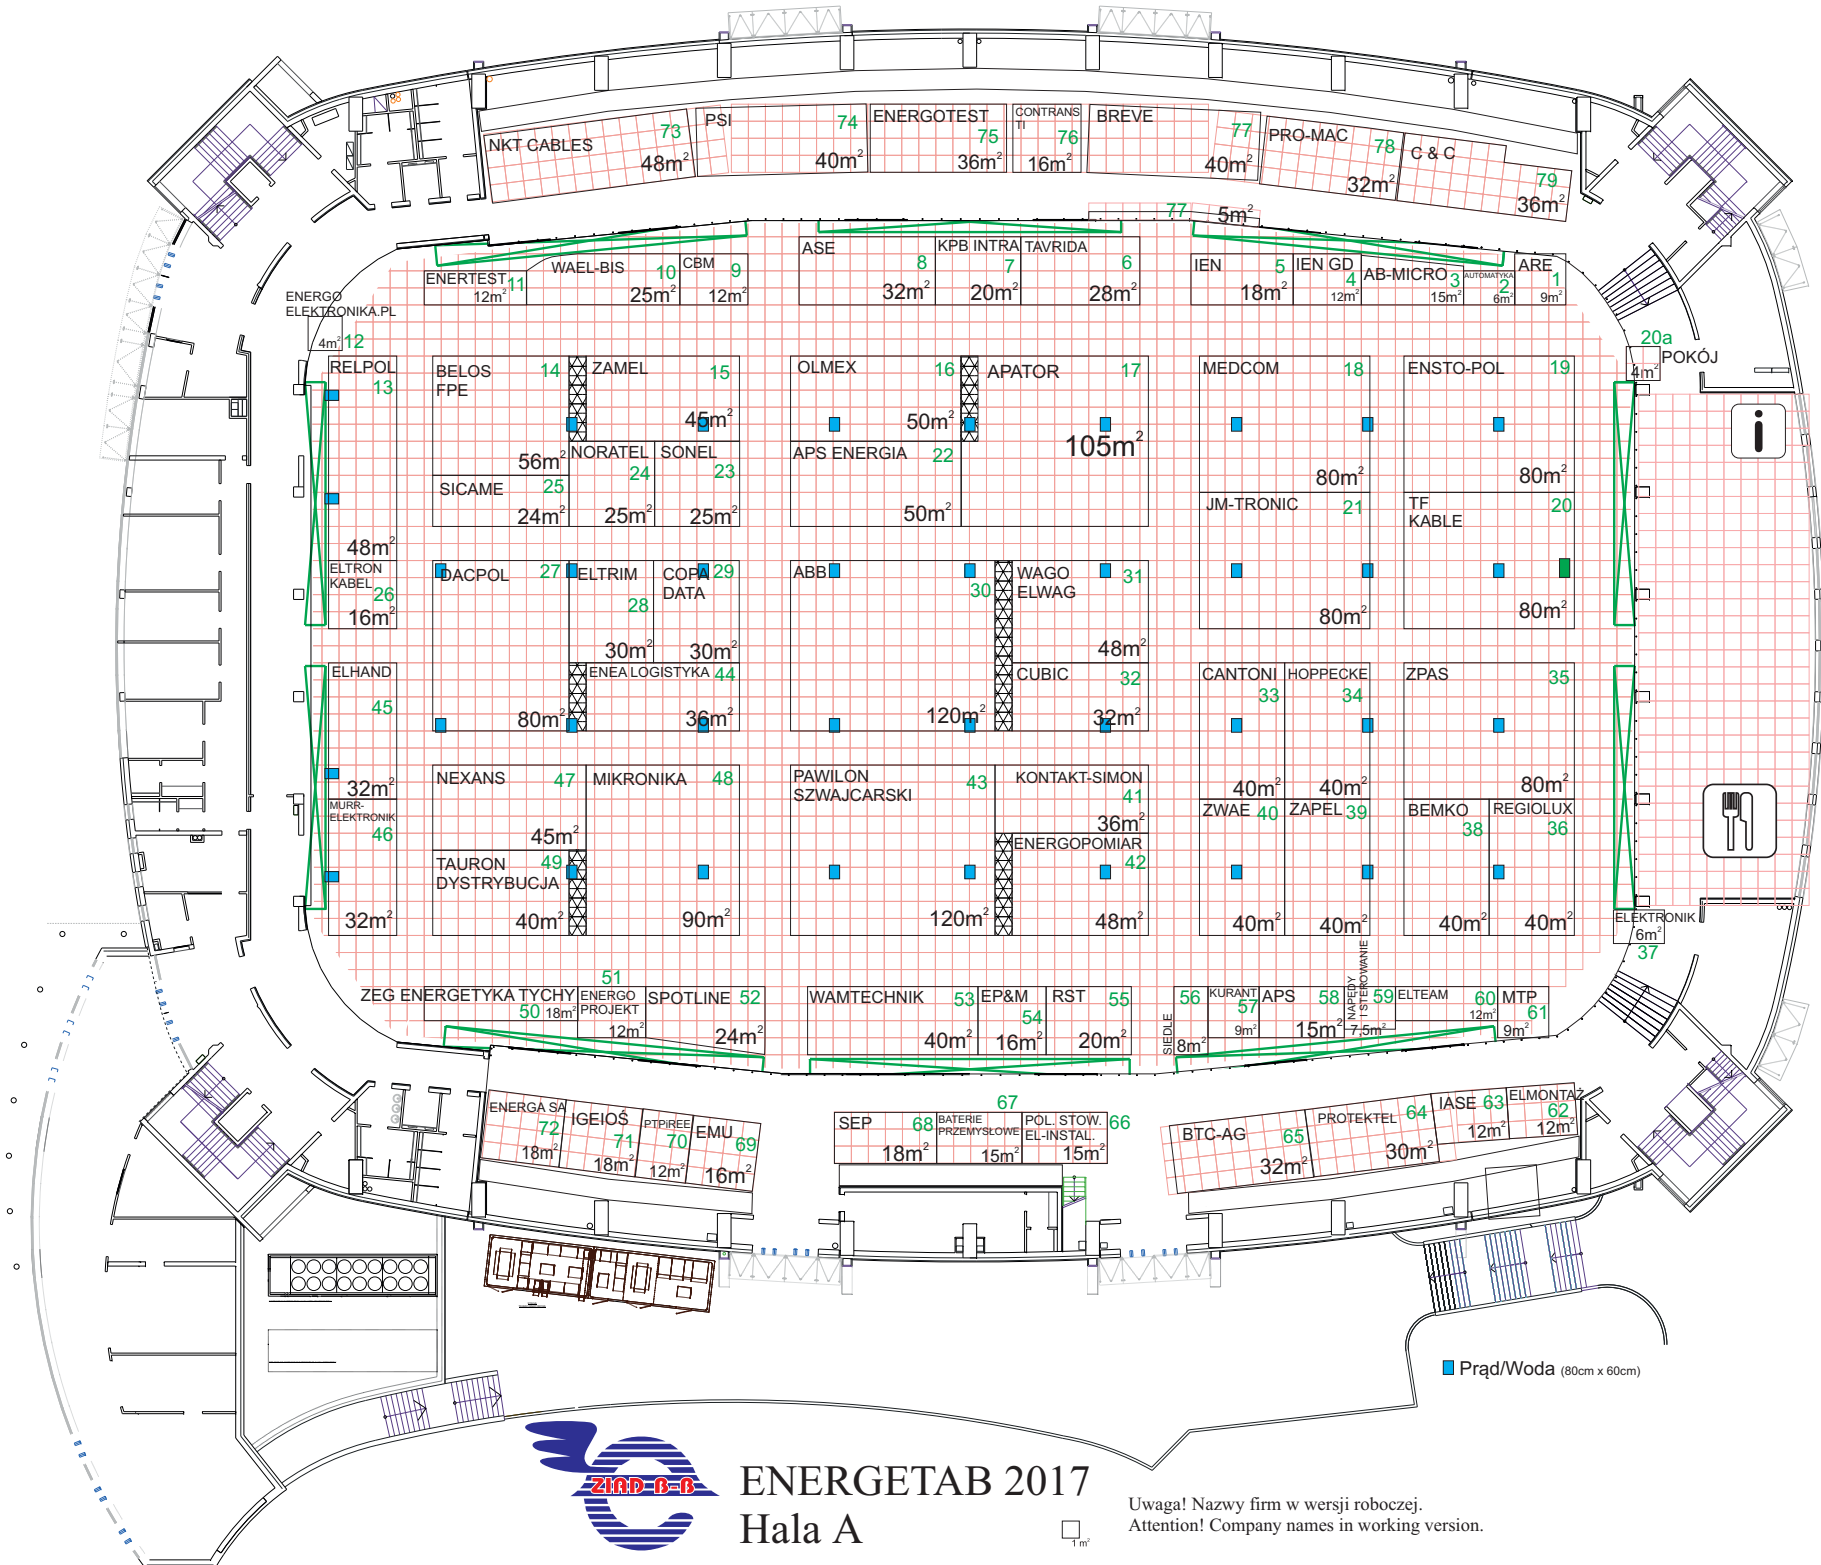 NKT CABLES
73
48m²
PSI
74
40m²
ENERGOTEST
75
36m²
CONTRANS
TI
76
16m²
BREVE
77
40m²
PRO-MAC
78
32m²
C & C
79
36m²
77
5m²
ENERTEST
11
12m²
WAEL-BIS
10
25m²
CBM
9
12m²
ASE
8
32m²
KPB INTRA
7
20m²
TAVRIDA
6
28m²
IEN
5
18m²
IEN GD
4
12m²
AB-MICRO
3
15m²
AUTOMATYKA
2
6m²
ARE
1
9m²
ENERGO
ELEKTRONIKA.PL
4m²
12
RELPOL
13
48m²
BELOS
FPE
14
56m²
ZAMEL
15
45m²
OLMEX
16
50m²
APATOR
17
105m²
MEDCOM
18
80m²
ENSTO-POL
19
80m²
20a
POKÓJ
4m²
SICAME
25
24m²
NORATEL
24
25m²
SONEL
23
25m²
APS ENERGIA
22
50m²
JM-TRONIC
21
80m²
TF
KABLE
20
80m²
ELTRON
KABEL
26
16m²
DACPOL
27
80m²
ELTRIM
28
30m²
COPA
DATA
29
30m²
ABB
30
120m²
WAGO
ELWAG
31
48m²
ELHAND
45
32m²
ENEA LOGISTYKA
44
36m²
CUBIC
32
32m²
CANTONI
33
40m²
HOPPECKE
34
40m²
ZPAS
35
80m²
MURR-
ELEKTRONIK
46
32m²
NEXANS
47
45m²
MIKRONIKA
48
90m²
PAWILON
SZWAJCARSKI
43
120m²
KONTAKT-SIMON
41
36m²
ZWAE
40
40m²
ZAPEL
39
40m²
BEMKO
38
40m²
REGIOLUX
36
40m²
TAURON
DYSTRYBUCJA
49
40m²
ENERGOPOMIAR
42
48m²
ELEKTRONIK
6m²
37
ZEG ENERGETYKA TYCHY
50
18m²
51
ENERGO
PROJEKT
12m²
SPOTLINE
52
24m²
WAMTECHNIK
53
40m²
EP&M
54
16m²
RST
55
20m²
SIEDLE
56
8m²
KURANT
57
9m²
APS
58
15m²
NAPĘDY
I STEROWANIE
59
7,5m²
ELTEAM
60
12m²
MTP
61
9m²
ENERGA SA
72
18m²
IGEIOŚ
71
18m²
PTPiREE
70
12m²
EMU
69
16m²
SEP
68
18m²
67
BATERIE
PRZEMYSŁOWE
15m²
POL. STOW.
EL-INSTAL.
66
15m²
BTC-AG
65
32m²
PROTEKTEL
64
30m²
IASE
63
12m²
ELMONTAŻ
62
12m²
Prąd/Woda (80cm x 60cm)
ZIAD B-B
ENERGETAB 2017
Hala A
1 m²
Uwaga! Nazwy firm w wersji roboczej.
Attention! Company names in working version.